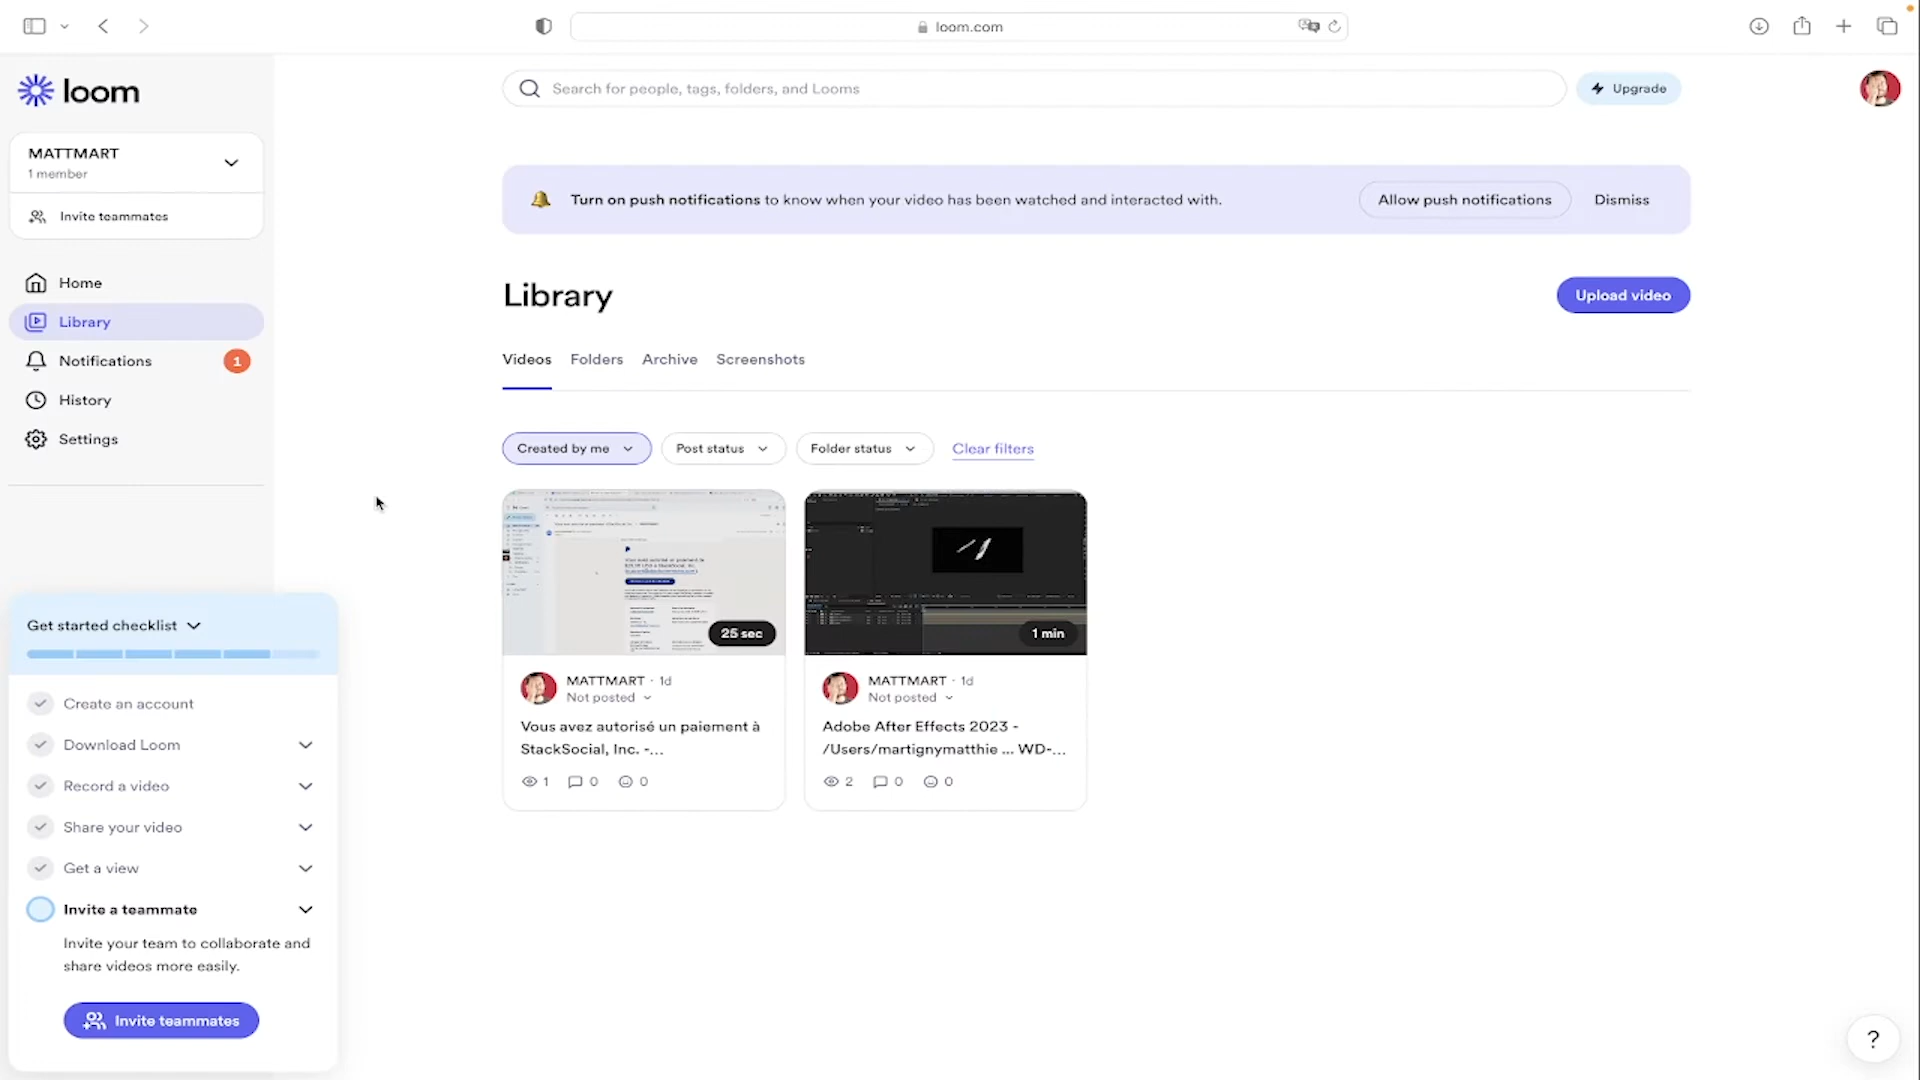 loom.com
loom
Search for people, tags, folders, and Looms
Upgrade
MATTMART
1 member
Invite teammates
Turn on push notifications to know when your video has been watched and interacted with.
Allow push notifications
Dismiss
Home
Library
Notifications
1
History
Settings
Library
Upload video
Videos
Folders
Archive
Screenshots
Created by me
Post status
Folder status
Clear filters
25 sec
MATTMART · 1d
Not posted
Vous avez autorisé un paiement à
StackSocial, Inc. -...
1
0
0
1 min
MATTMART · 1d
Not posted
Adobe After Effects 2023 -
/Users/martignymatthie ... WD-...
2
0
0
Get started checklist
Create an account
Download Loom
Record a video
Share your video
Get a view
Invite a teammate
Invite your team to collaborate and
share videos more easily.
Invite teammates
?